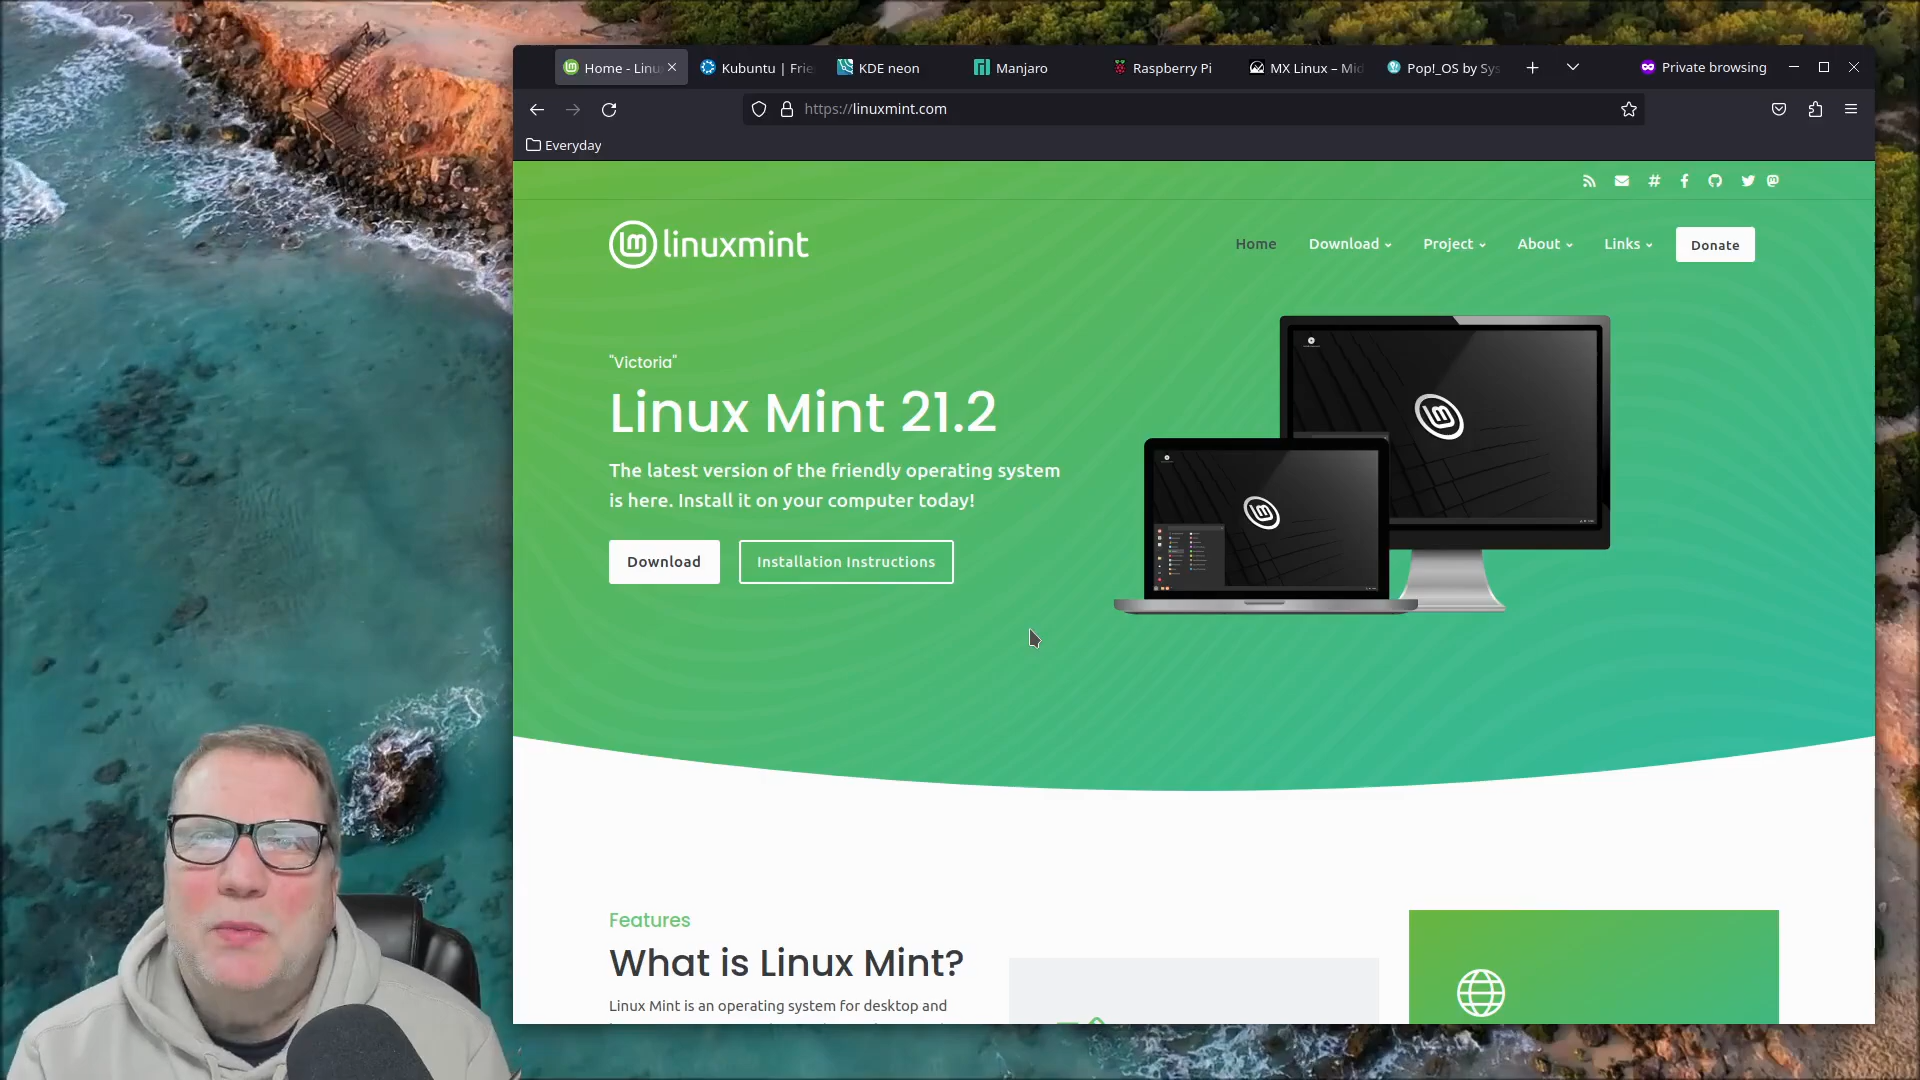 Home - Linu
Kubuntu | Frie
KDE neon
Manjaro
Raspberry Pi
MX Linux – Mid
Pop!_OS by Sys
Private browsing
https://linuxmint.com
Everyday
linuxmint
Home
Download
Project
About
Links
Donate
"Victoria"
Linux Mint 21.2
The latest version of the friendly operating system
is here. Install it on your computer today!
Download
Installation Instructions
Features
What is Linux Mint?
Linux Mint is an operating system for desktop and